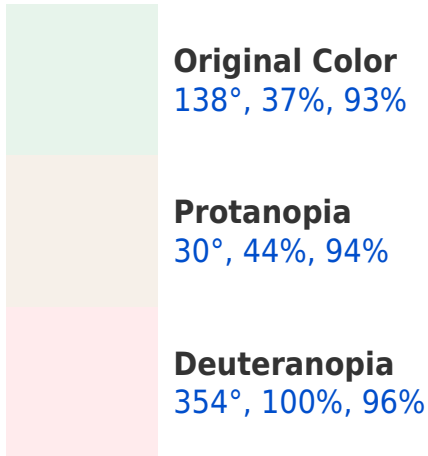 Original Color
138°, 37%, 93%
Protanopia
30°, 44%, 94%
Deuteranopia
354°, 100%, 96%